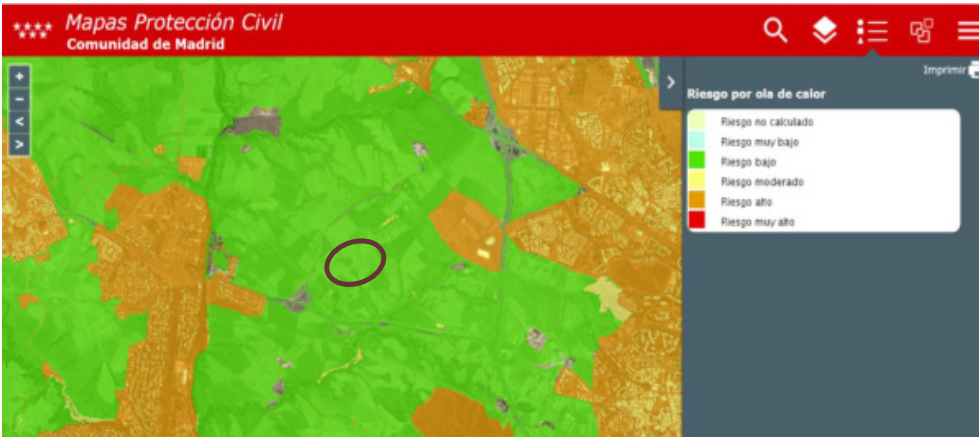 Mapas Protección Civil
Comunidad de Madrid
+
−
<
>
>
Imprimir
Riesgo por ola de calor
Riesgo no calculado
Riesgo muy bajo
Riesgo bajo
Riesgo moderado
Riesgo alto
Riesgo muy alto